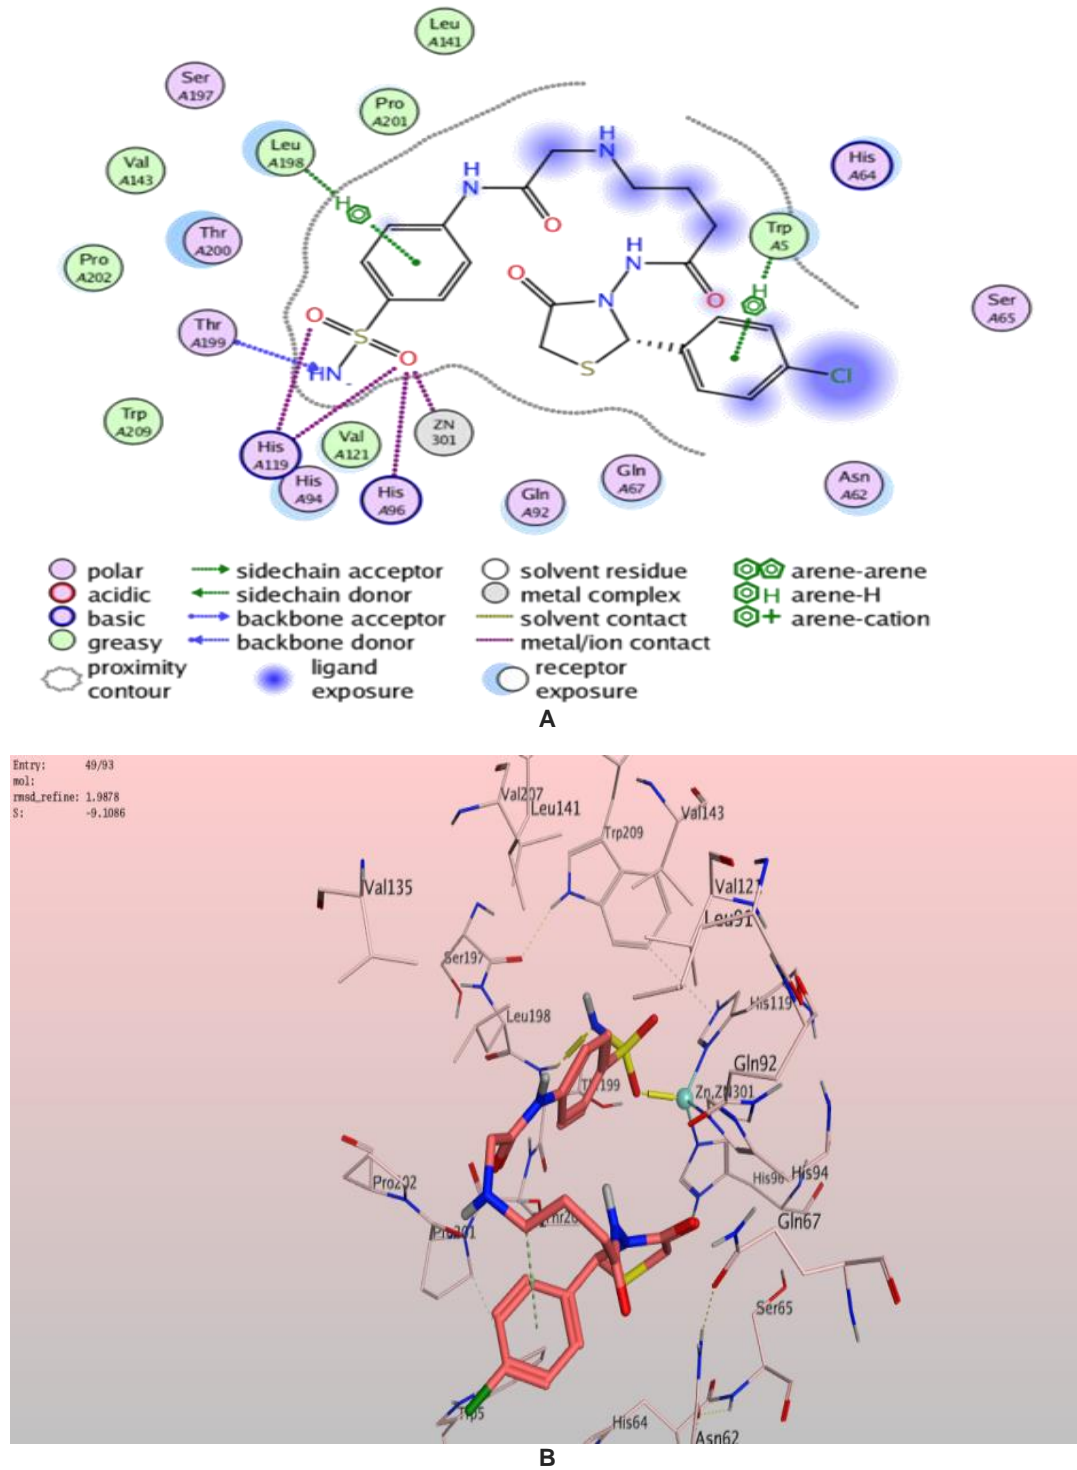 Leu
A141
Ser
A197
Pro
A201
Leu
A198
Val
A143
H
N
H
N
His
A64
O
H
Thr
A200
Trp
A5
Pro
A202
H
N
O
N
O
H
Ser
A65
Thr
A199
O
S
O
HN
-
S
Cl
Trp
A209
His
A119
Val
A121
ZN
301
His
A94
His
A96
Gln
A92
Gln
A67
Asn
A62
polar
acidic
basic
greasy
proximity
contour
sidechain acceptor
sidechain donor
backbone acceptor
backbone donor
ligand
exposure
solvent residue
metal complex
solvent contact
metal/ion contact
receptor
exposure
arene-arene
H arene-H
+ arene-cation
A
Entry: 49/93
mol:
rmsd_refine: 1.9878
S: -9.1086
Val207
Leu141
Val143
Trp209
Val135
Val121
Leu91
Ser197
His119
Leu198
Gln92
Zn,ZN301
His96
His94
Pro202
Gln67
Pro201
Ser65
Trp5
His64
Asn62
B